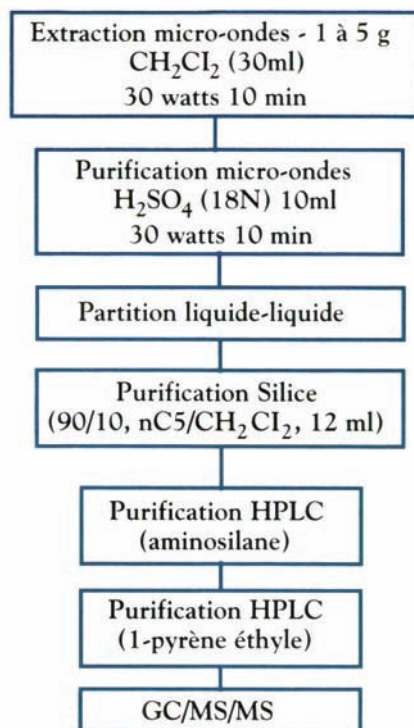 Extraction micro-ondes - 1 à 5 g
CH₂Cl₂ (30ml)
30 watts 10 min
Purification micro-ondes
H₂SO₄ (18N) 10ml
30 watts 10 min
Partition liquide-liquide
Purification Silice
(90/10, nC5/CH₂Cl₂, 12 ml)
Purification HPLC
(aminosilane)
Purification HPLC
(1-pyrène éthyle)
GC/MS/MS